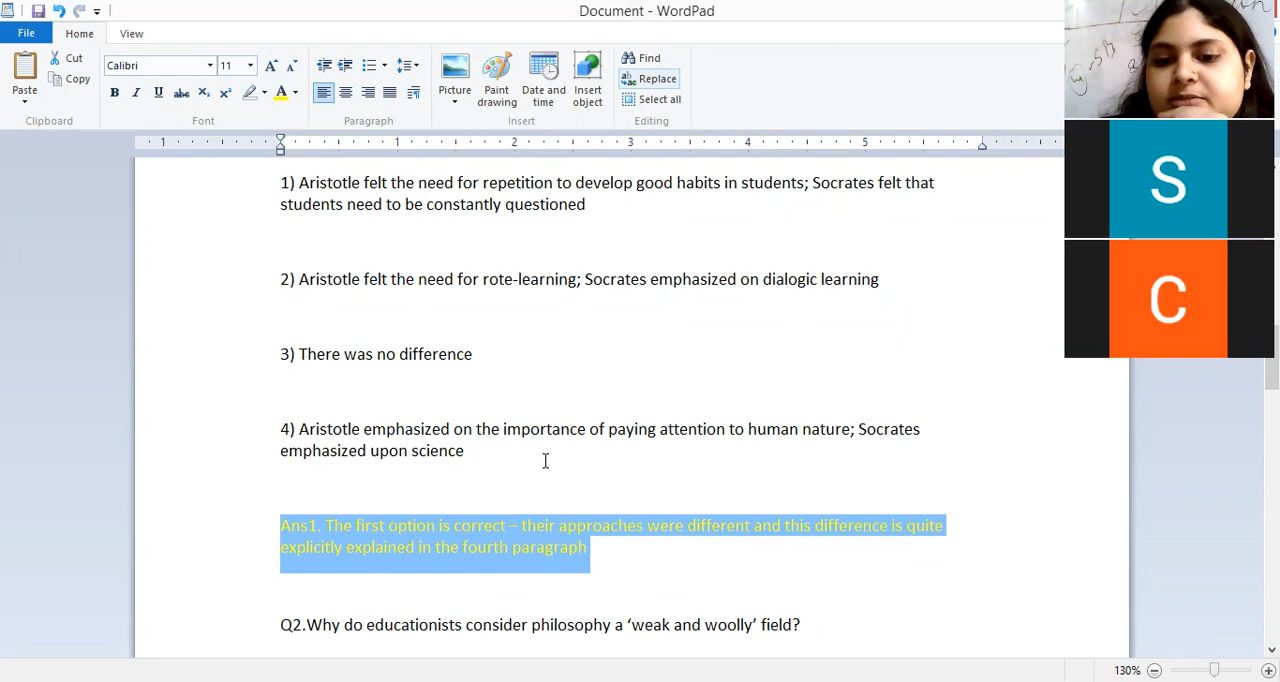 Document - WordPad
File
Home
View
Paste
Cut
Copy
Clipboard
Calibri
11
Font
Paragraph
Picture
Paint drawing
Date and time
Insert object
Insert
Find
Replace
Select all
Editing
1 1 2 3 4 5
1) Aristotle felt the need for repetition to develop good habits in students; Socrates felt that
students need to be constantly questioned
2) Aristotle felt the need for rote-learning; Socrates emphasized on dialogic learning
3) There was no difference
4) Aristotle emphasized on the importance of paying attention to human nature; Socrates
emphasized upon science
Ans1. The first option is correct – their approaches were different and this difference is quite
explicitly explained in the fourth paragraph
Q2.Why do educationists consider philosophy a ‘weak and woolly’ field?
S
C
130%